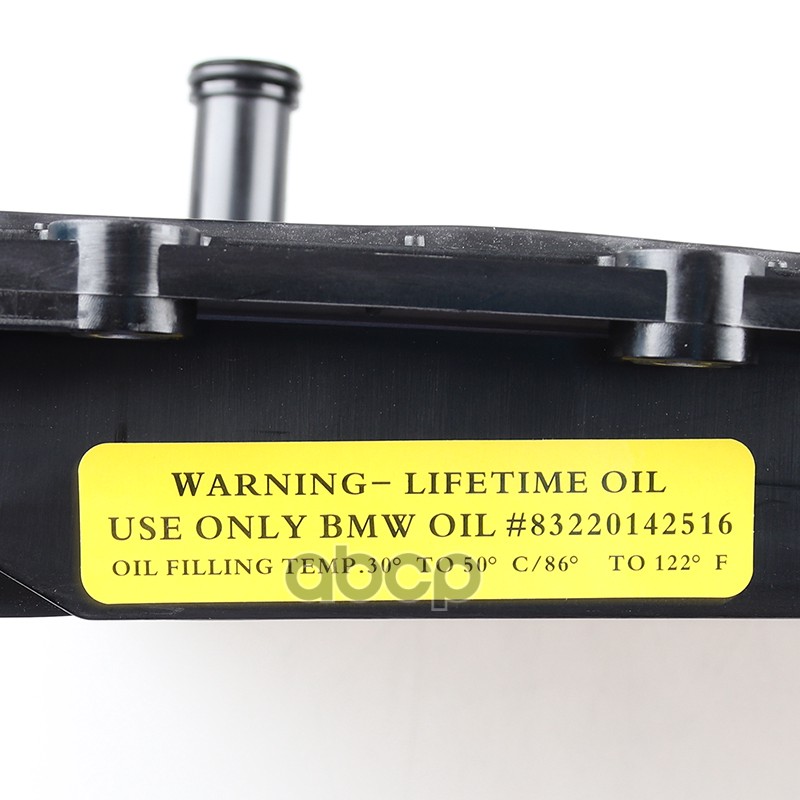 WARNING– LIFETIME OIL
USE ONLY BMW OIL #83220142516
OIL FILLING TEMP.30° TO 50° C/86° TO 122° F
abcp